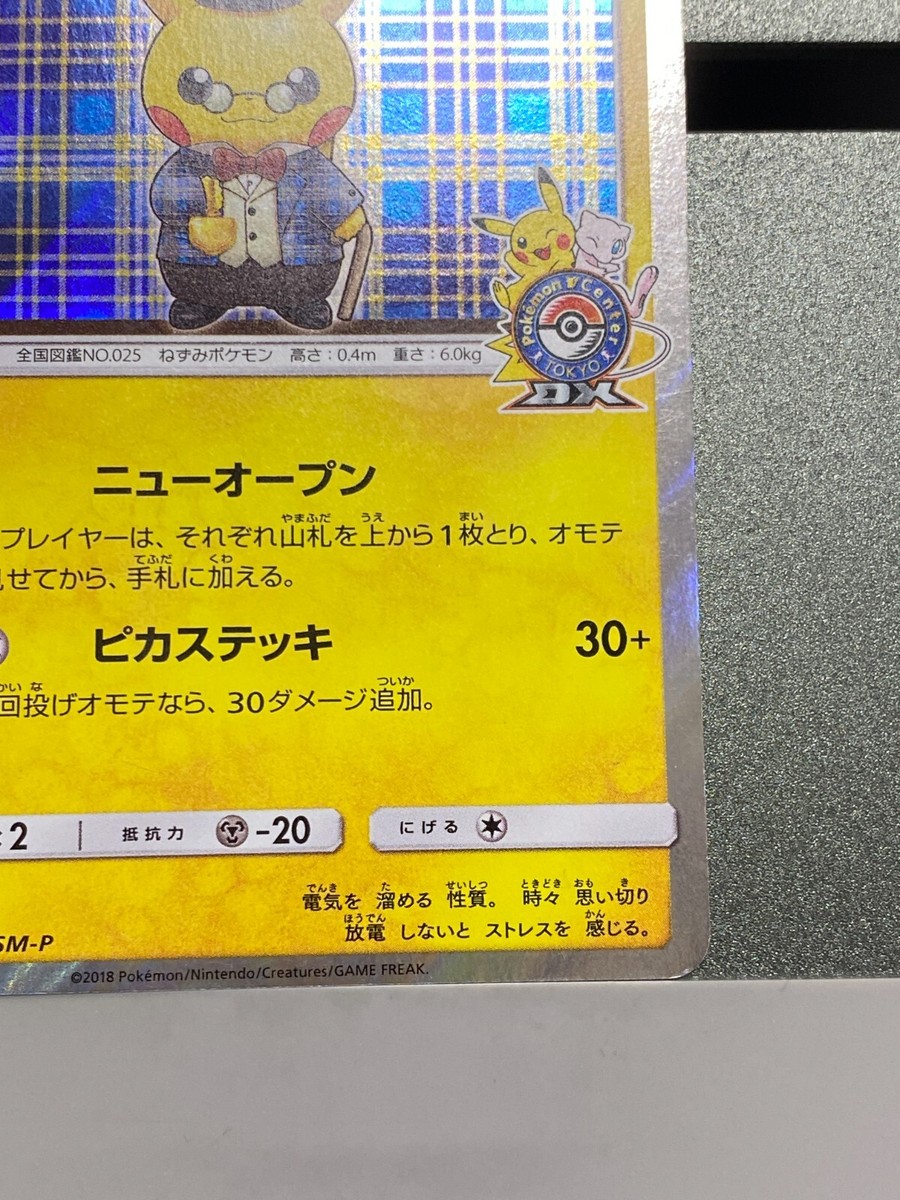 全国図鑑NO.025 ねずみポケモン 高さ:0.4m 重さ:6.0kg
Pokémon Center
TOKYO
DX
ニューオープン
プレイヤーは、それぞれ山札を上から1枚とり、オモテ
せてから、手札に加える。
ピカステッキ 30+
回投げオモテなら、30ダメージ追加。
2 抵抗力 -20 にげる
電気を 溜める 性質。 時々 思い切り
放電 しないと ストレスを 感じる。
SM-P
©2018 Pokémon/Nintendo/Creatures/GAME FREAK.